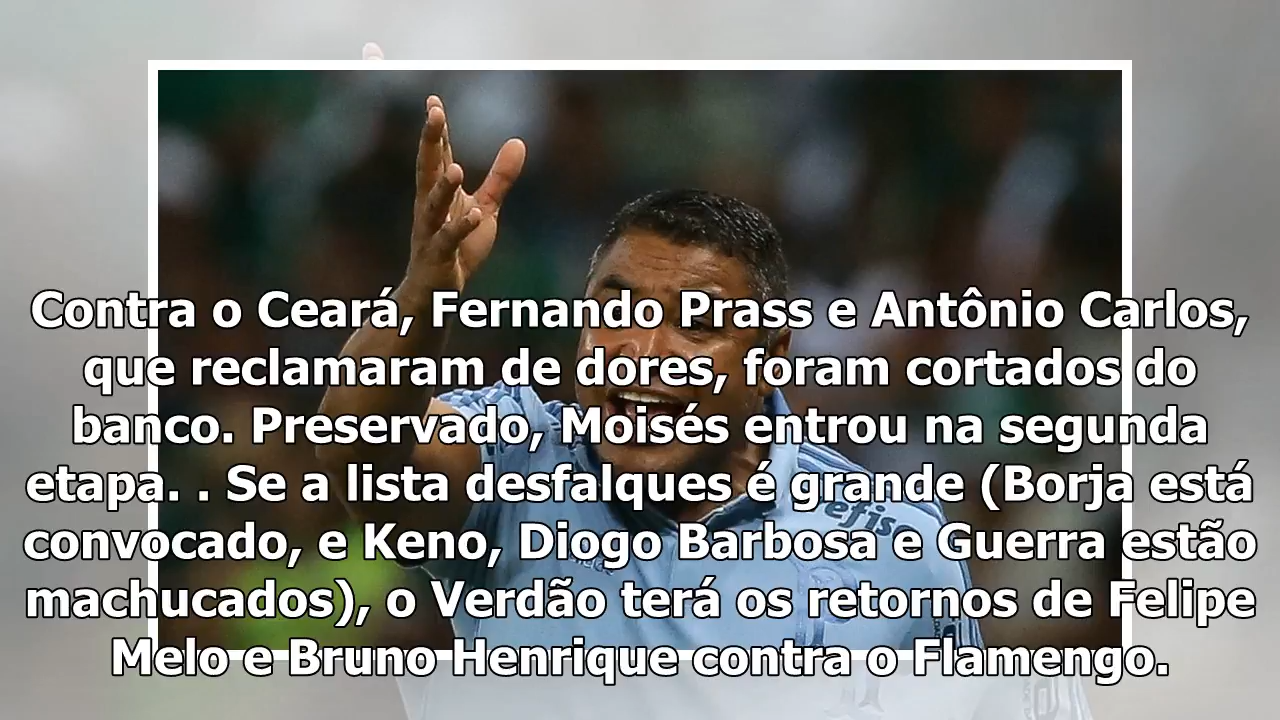 Contra o Ceará, Fernando Prass e Antônio Carlos,
que reclamaram de dores, foram cortados do
banco. Preservado, Moisés entrou na segunda
etapa. . Se a lista desfalques é grande (Borja está
convocado, e Keno, Diogo Barbosa e Guerra estão
machucados), o Verdão terá os retornos de Felipe
Melo e Bruno Henrique contra o Flamengo.